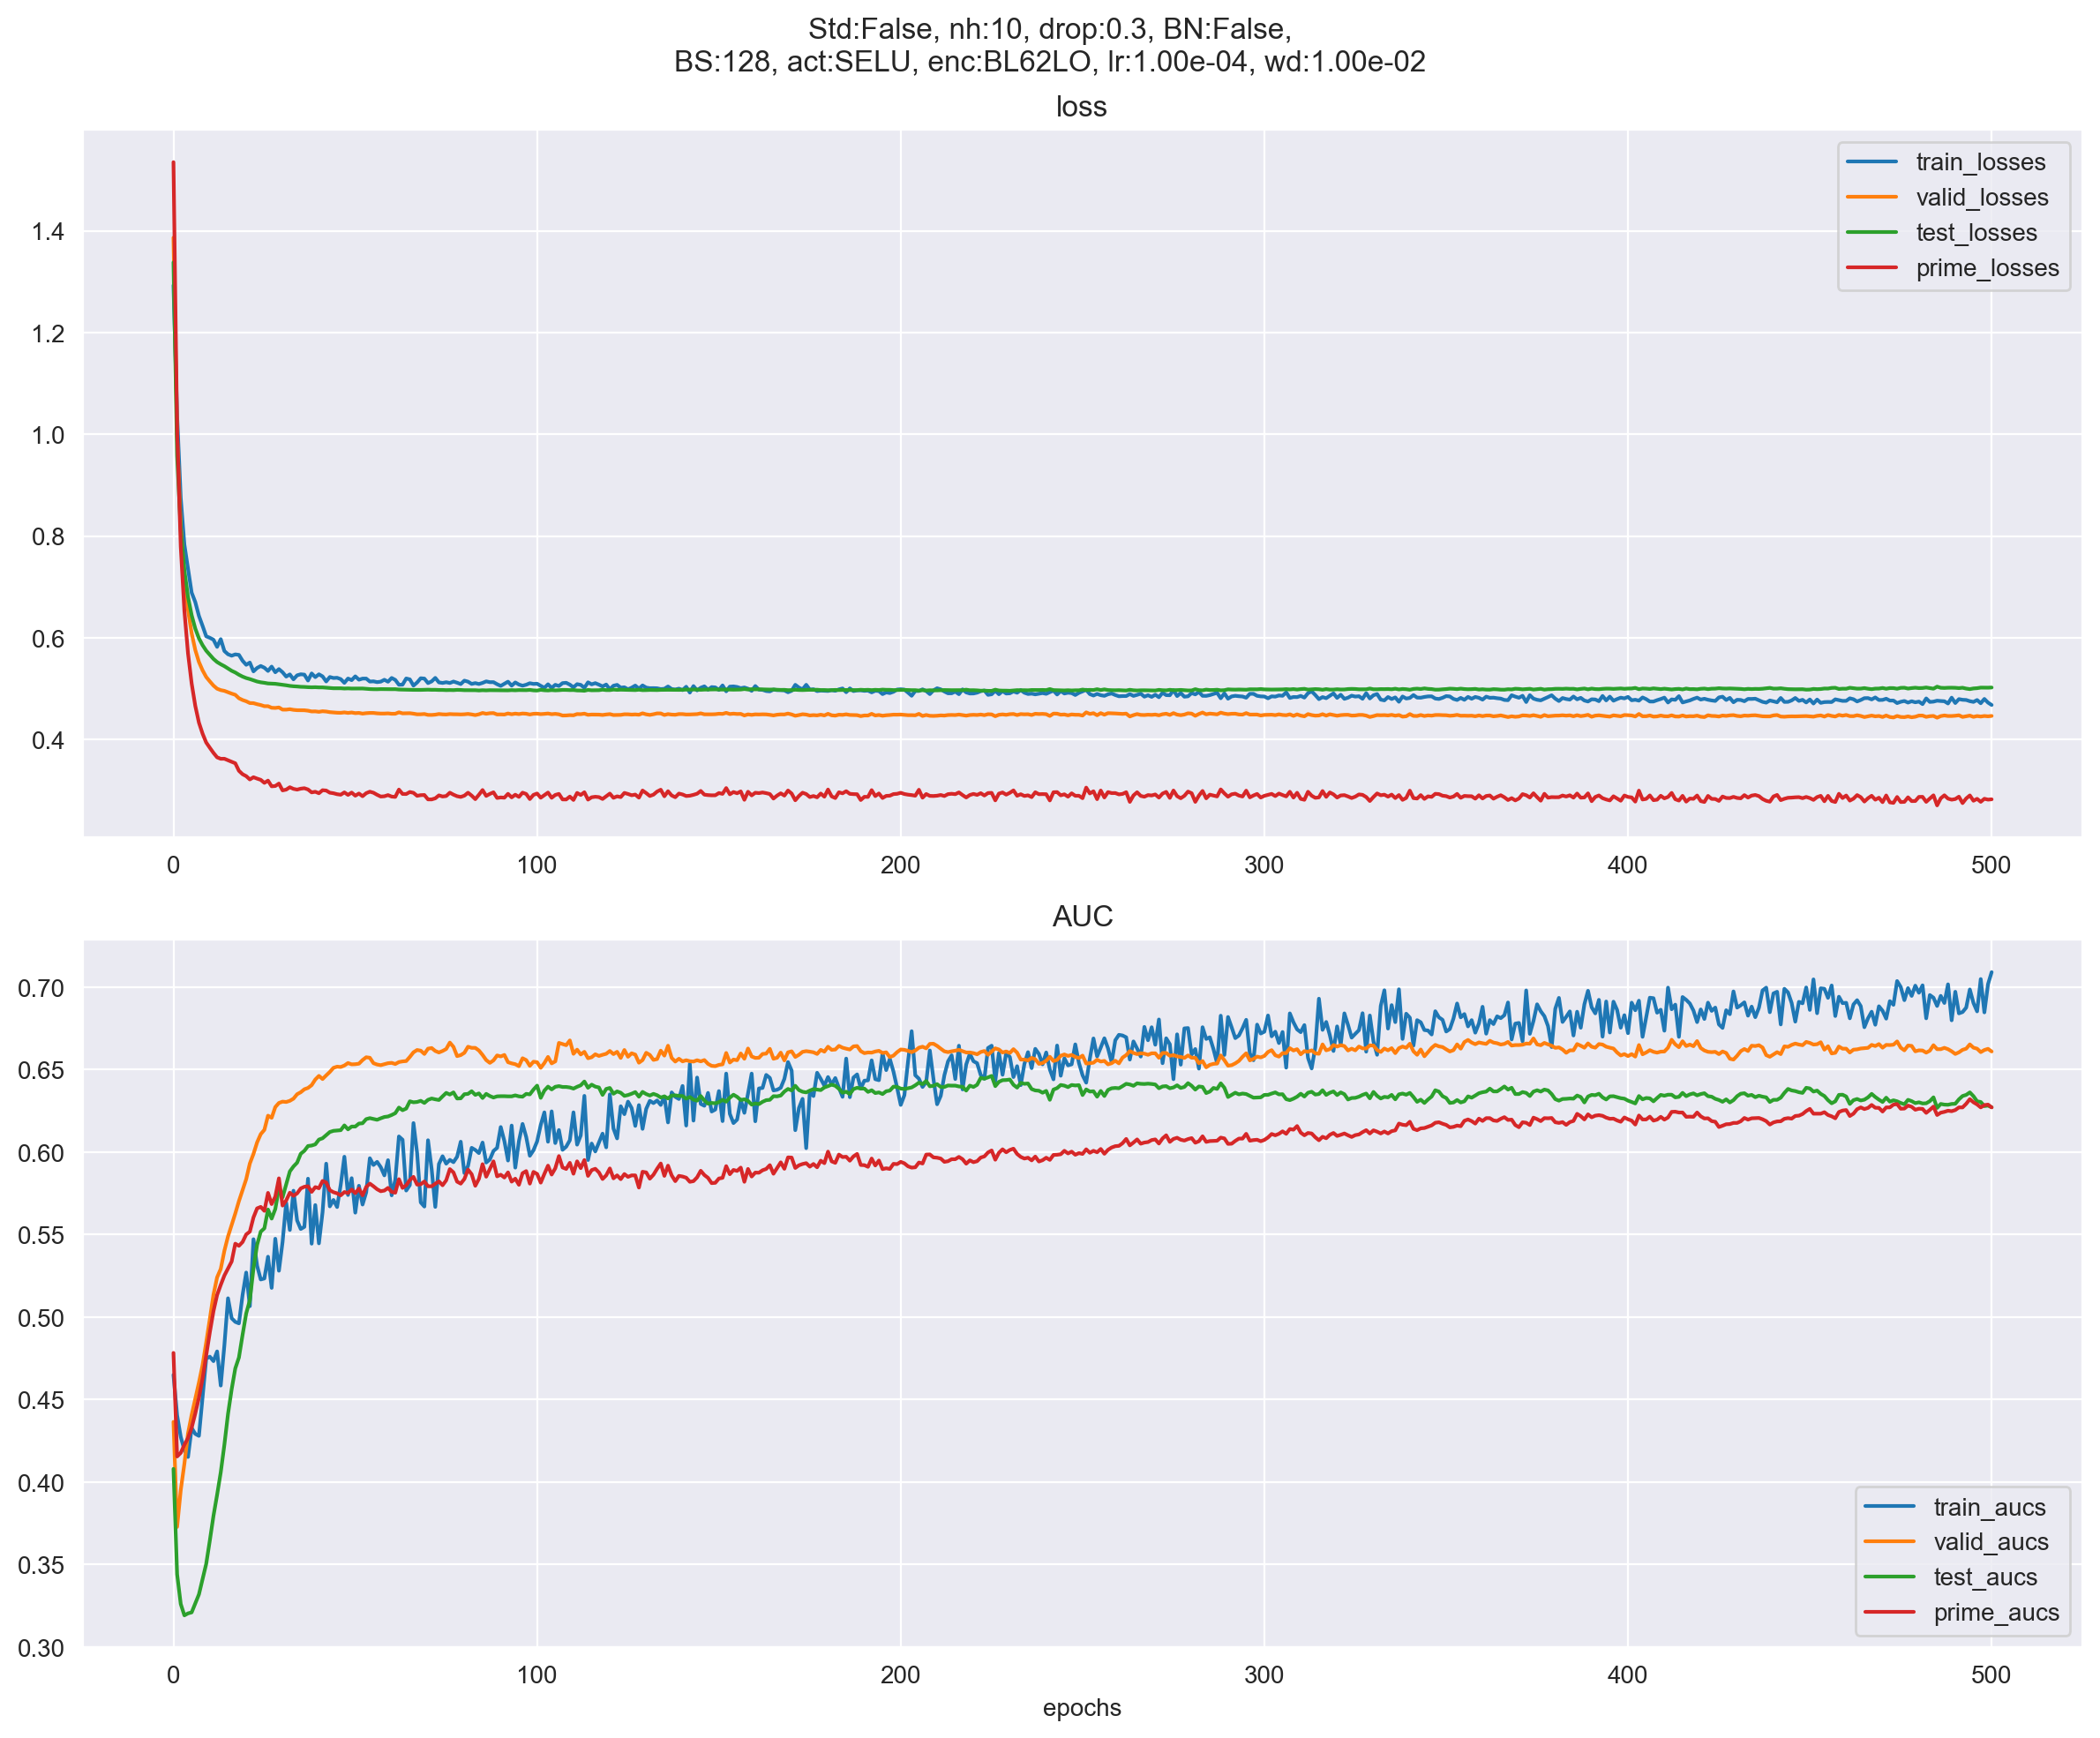 Std:False, nh:10, drop:0.3, BN:False,
BS:128, act:SELU, enc:BL62LO, lr:1.00e-04, wd:1.00e-02
loss
train_losses
valid_losses
test_losses
prime_losses
1.4
1.2
1.0
0.8
0.6
0.4
0 100 200 300 400 500
AUC
0.70
0.65
0.60
0.55
0.50
0.45
0.40
0.35
0.30
train_aucs
valid_aucs
test_aucs
prime_aucs
0 100 200 300 400 500
epochs